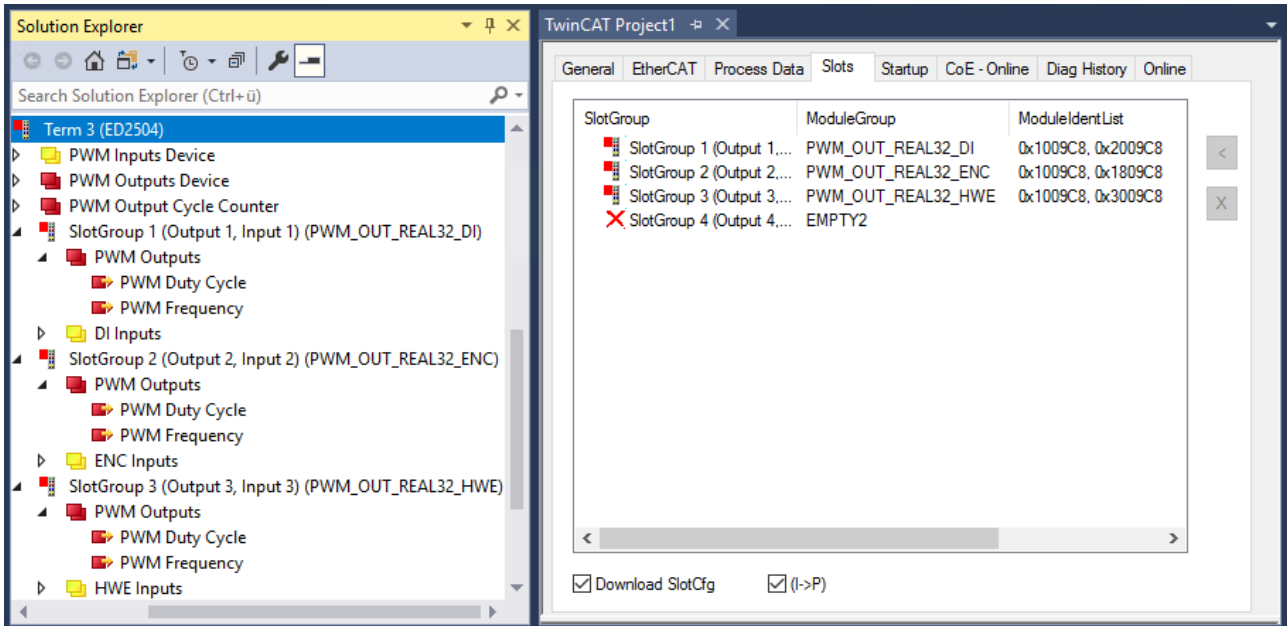 Solution Explorer
Search Solution Explorer (Ctrl+ü)
Term 3 (ED2504)
PWM Inputs Device
PWM Outputs Device
PWM Output Cycle Counter
SlotGroup 1 (Output 1, Input 1) (PWM_OUT_REAL32_DI)
PWM Outputs
PWM Duty Cycle
PWM Frequency
DI Inputs
SlotGroup 2 (Output 2, Input 2) (PWM_OUT_REAL32_ENC)
PWM Outputs
PWM Duty Cycle
PWM Frequency
ENC Inputs
SlotGroup 3 (Output 3, Input 3) (PWM_OUT_REAL32_HWE)
PWM Outputs
PWM Duty Cycle
PWM Frequency
HWE Inputs
TwinCAT Project1
General EtherCAT Process Data Slots Startup CoE - Online Diag History Online
SlotGroup ModuleGroup ModuleIdentList
SlotGroup 1 (Output 1,... PWM_OUT_REAL32_DI 0x1009C8, 0x2009C8
SlotGroup 2 (Output 2,... PWM_OUT_REAL32_ENC 0x1009C8, 0x1809C8
SlotGroup 3 (Output 3,... PWM_OUT_REAL32_HWE 0x1009C8, 0x3009C8
SlotGroup 4 (Output 4,... EMPTY2
<
X
Download SlotCfg (I->P)